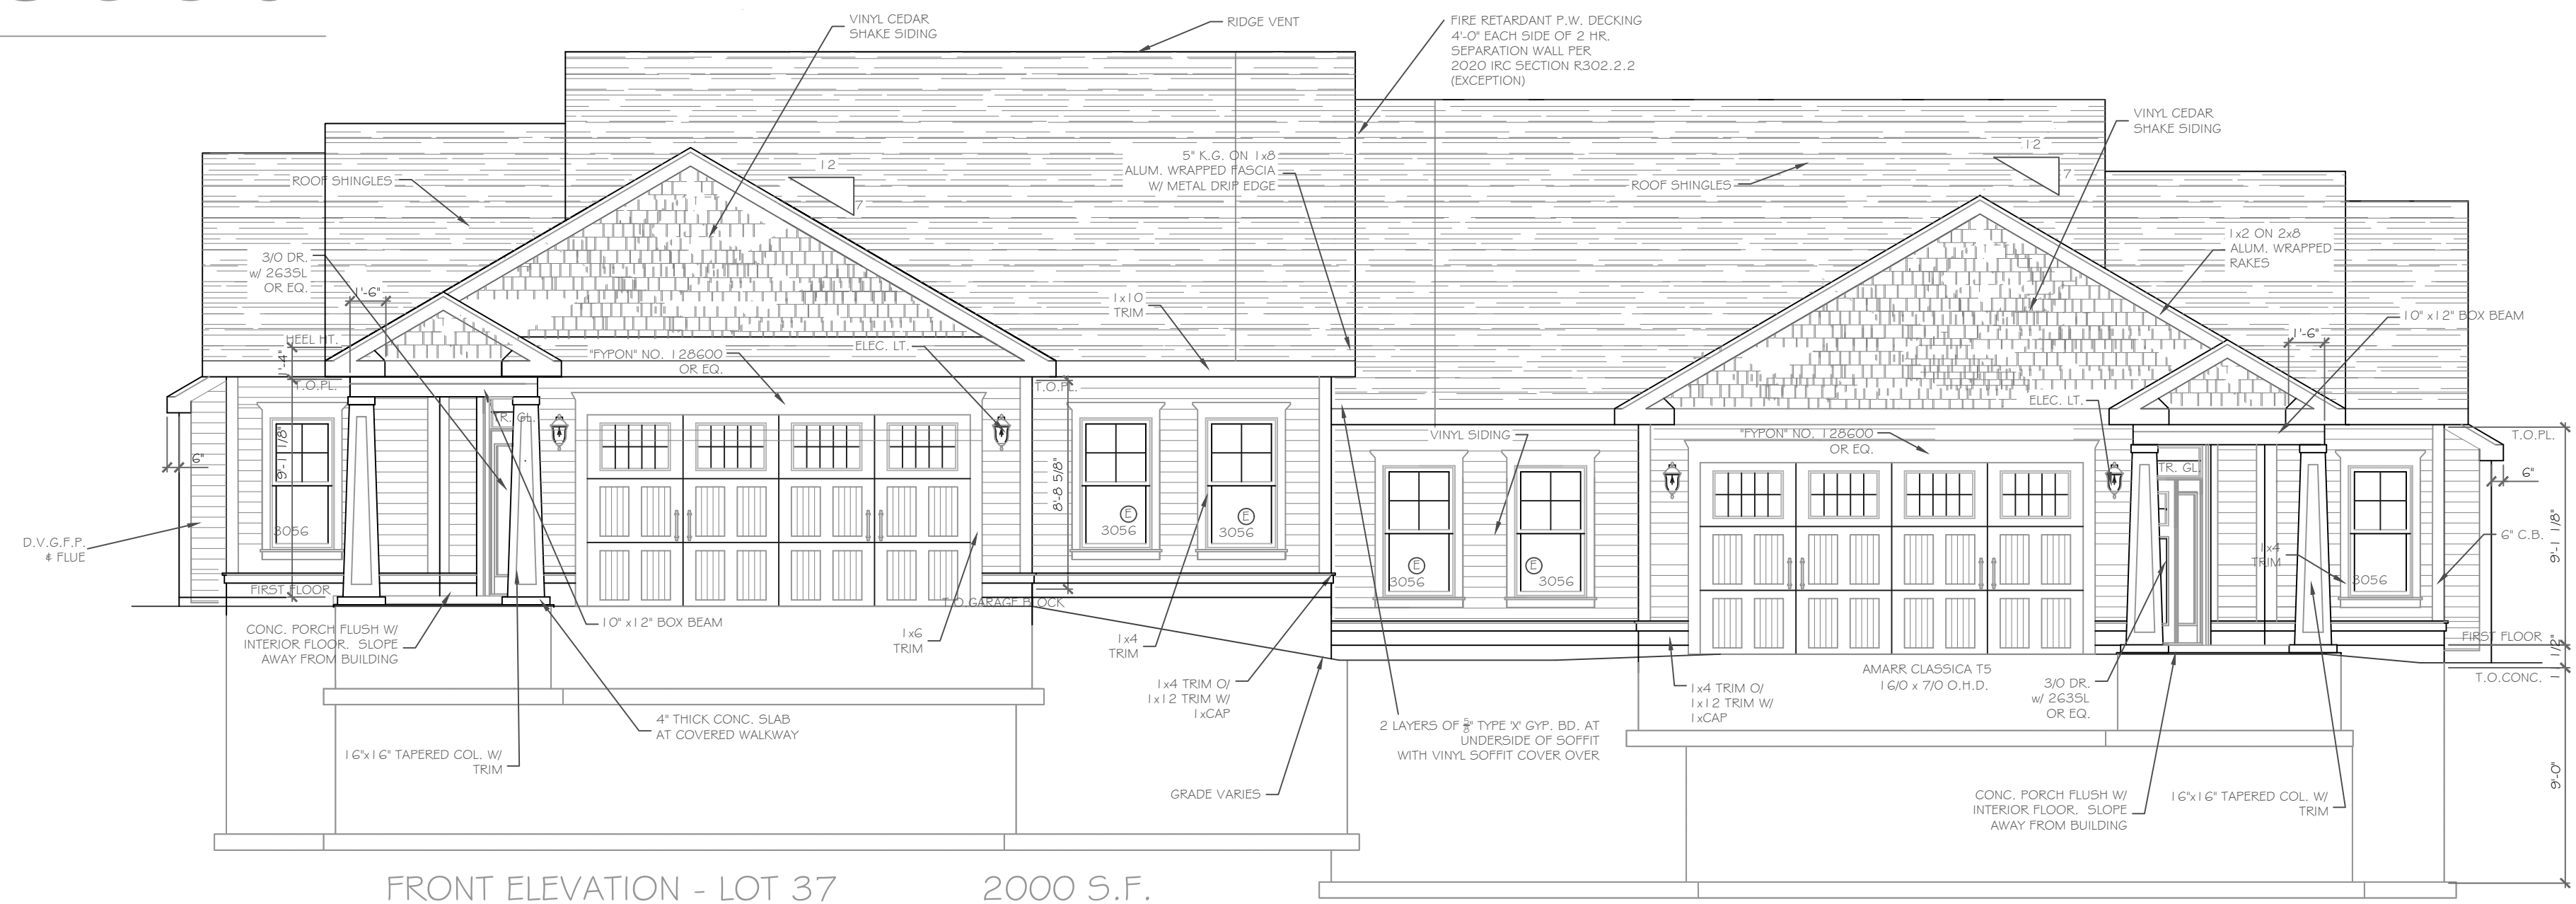 VINYL CEDAR
SHAKE SIDING
RIDGE VENT
FIRE RETARDANT P.W. DECKING
4'-0" EACH SIDE OF 2 HR.
SEPARATION WALL PER
2020 IRC SECTION R302.2.2
(EXCEPTION)
VINYL CEDAR
SHAKE SIDING
12
7
5" K.G. ON 1x8
ALUM. WRAPPED FASCIA
W/ METAL DRIP EDGE
12
7
ROOF SHINGLES
ROOF SHINGLES
3/0 DR.
w/ 263SL
OR EQ.
1'-6"
1x2 ON 2x8
ALUM. WRAPPED
RAKES
1x10
TRIM
10" x12" BOX BEAM
1'-6"
HEEL HT.
1'-4"
ELEC. LT.
"FYPON" NO. 128600
OR EQ.
T.O.PL.
T.O.PL.
ELEC. LT.
TR. GL.
"FYPON" NO. 128600
OR EQ.
VINYL SIDING
T.O.PL.
9'-1 1/8"
6"
8'-8 5/8"
TR. GL.
6"
3056
E
3056
E
3056
9'-1 1/8"
6" C.B.
D.V.G.F.P.
& FLUE
E
3056
E
3056
1x4
TRIM
3056
FIRST FLOOR
T.O.GARAGE BLOCK
CONC. PORCH FLUSH W/
INTERIOR FLOOR. SLOPE
AWAY FROM BUILDING
10" x12" BOX BEAM
1x6
TRIM
1x4
TRIM
FIRST FLOOR
1 1/2"
T.O.CONC.
AMARR CLASSICA T5
16/0 x 7/0 O.H.D.
1x4 TRIM O/
1x12 TRIM W/
1xCAP
1x4 TRIM O/
1x12 TRIM W/
1xCAP
3/0 DR.
w/ 263SL
OR EQ.
4" THICK CONC. SLAB
AT COVERED WALKWAY
2 LAYERS OF 5/8" TYPE 'X' GYP. BD. AT
UNDERSIDE OF SOFFIT
WITH VINYL SOFFIT COVER OVER
16"x16" TAPERED COL. W/
TRIM
GRADE VARIES
CONC. PORCH FLUSH W/
INTERIOR FLOOR. SLOPE
AWAY FROM BUILDING
16"x16" TAPERED COL. W/
TRIM
9'-0"
FRONT ELEVATION - LOT 37
2000 S.F.